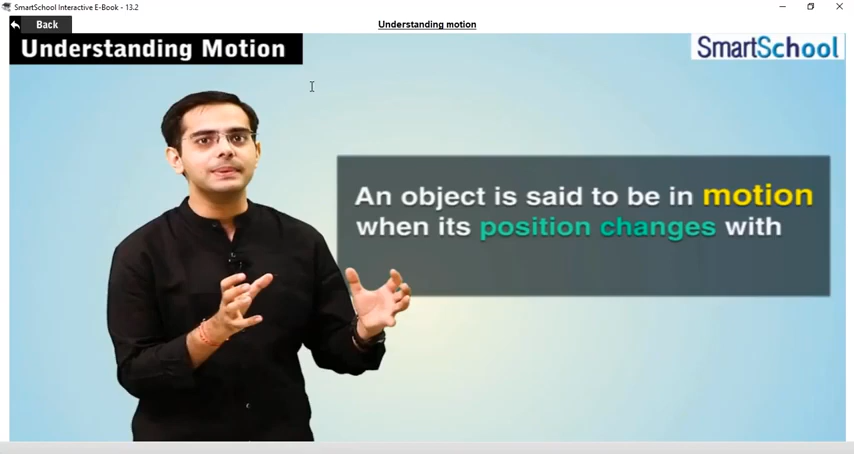 SmartSchool Interactive E-Book - 13.2
Back
Understanding motion
Understanding Motion
SmartSchool
An object is said to be in motion
when its position changes with